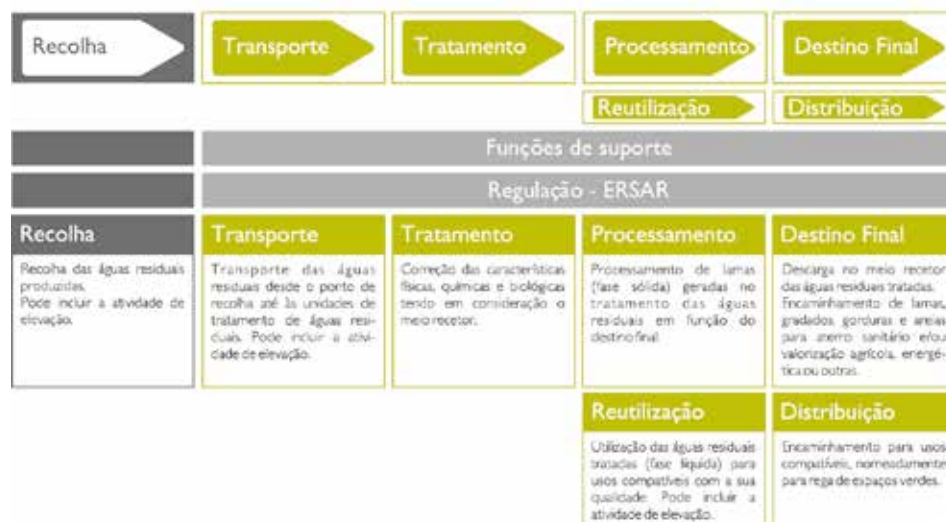 Recolha
Transporte
Tratamento
Processamento
Destino Final
Reutilização
Distribuição
Funções de suporte
Regulação - ERSAR
Recolha
Recolha das águas residuais
produzidas.
Pode incluir a atividade de
elevação.
Transporte
Transporte das águas
residuais desde o ponto de
recolha até às unidades de
tratamento de águas resi-
duais. Pode incluir a ativi-
dade de elevação.
Tratamento
Correção das características
físicas, químicas e biológicas
tendo em consideração o
meio recetor.
Processamento
Processamento de lamas
(fase sólida) geradas no
tratamento das águas
residuais em função do
destino final
Destino Final
Descarga no meio recetor
das águas residuais tratadas.
Encaminhamento de lamas,
gradados, gorduras e areias
para aterro sanitário e/ou
valorização agrícola, energé-
tica ou outras.
Reutilização
Utilização das águas residuais
tratadas (fase líquida) para
usos compatíveis com a sua
qualidade. Pode incluir a
atividade de elevação.
Distribuição
Encaminhamento para usos
compatíveis, nomeadamente
para rega de espaços verdes.